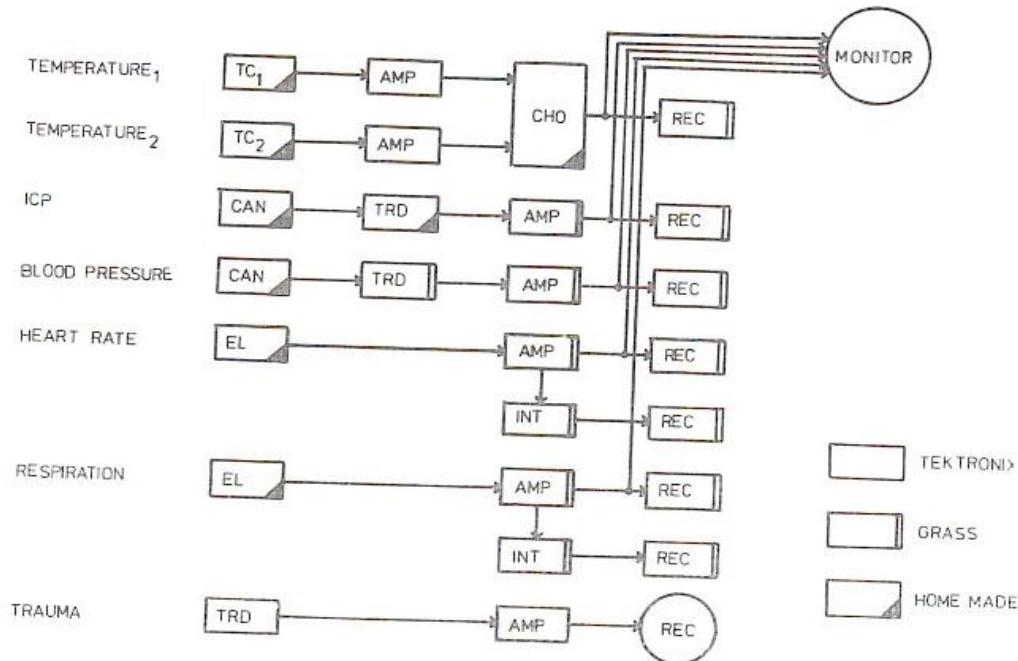 MONITOR
TEMPERATURE1 TC1 AMP
CHO REC
TEMPERATURE2 TC2 AMP
ICP CAN TRD AMP REC
BLOOD PRESSURE CAN TRD AMP REC
HEART RATE EL AMP REC
INT REC
RESPIRATION EL AMP REC
INT REC
TRAUMA TRD AMP REC
TEKTRONIX
GRASS
HOME MADE